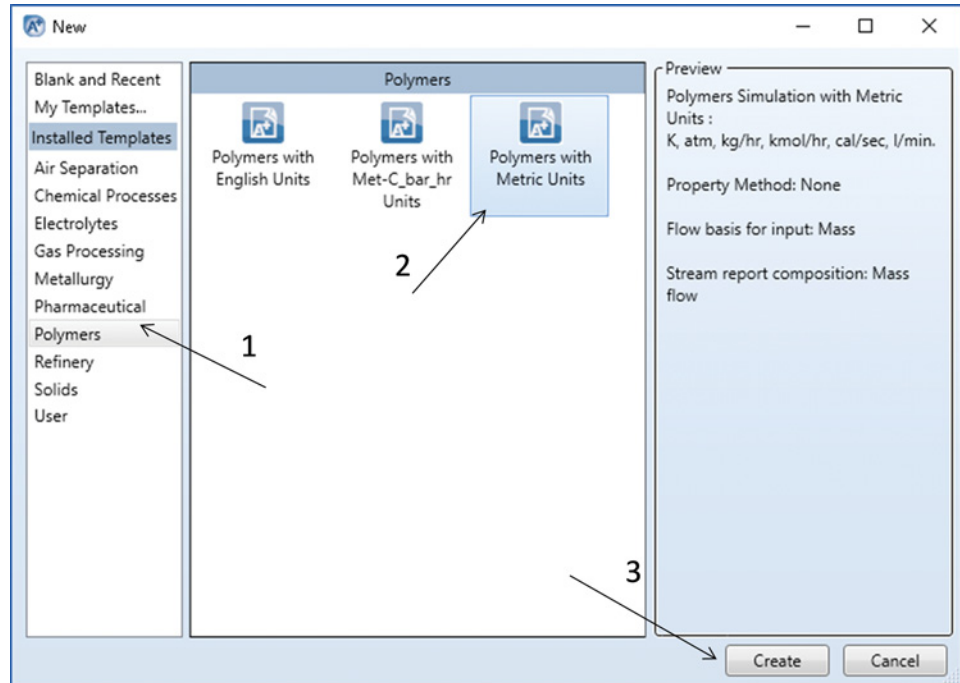 New
Blank and Recent
My Templates...
Installed Templates
Air Separation
Chemical Processes
Electrolytes
Gas Processing
Metallurgy
Pharmaceutical
Polymers
Refinery
Solids
User
Polymers
Polymers with
English Units
Polymers with
Met-C_bar_hr
Units
Polymers with
Metric Units
1
2
3
Preview
Polymers Simulation with Metric
Units :
K, atm, kg/hr, kmol/hr, cal/sec, l/min.
Property Method: None
Flow basis for input: Mass
Stream report composition: Mass
flow
Create
Cancel